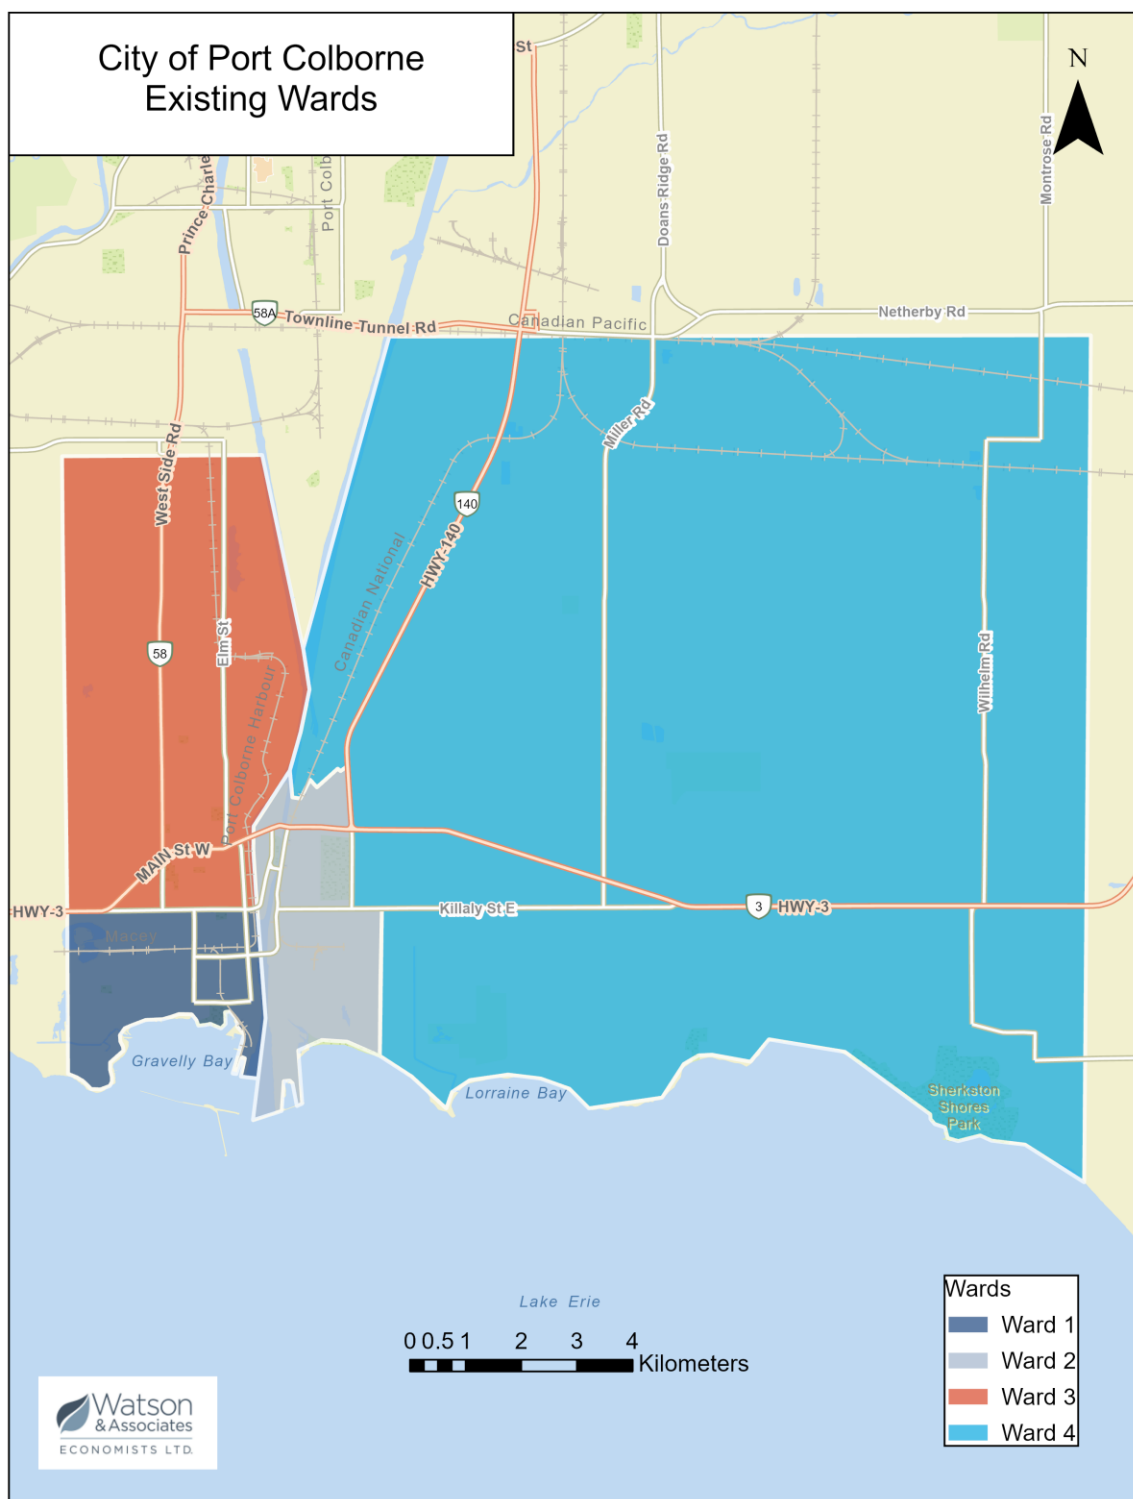 City of Port Colborne
Existing Wards
St
N
Port Colb
Prince Charle
Doans Ridge Rd
Montrose Rd
58A
Townline Tunnel Rd
Canadian Pacific
Netherby Rd
Miller Rd
West Side Rd
140
HWY-140
Canadian National
58
Elm St
Wilhelm Rd
Port Colborne Harbour
MAIN St W
HWY-3
Killaly St E
3
HWY-3
Macey
Gravelly Bay
Lorraine Bay
Sherkston
Shores
Park
Lake Erie
0 0.5 1 2 3 4
Kilometers
Wards
Ward 1
Ward 2
Ward 3
Ward 4
Watson
& Associates
ECONOMISTS LTD.